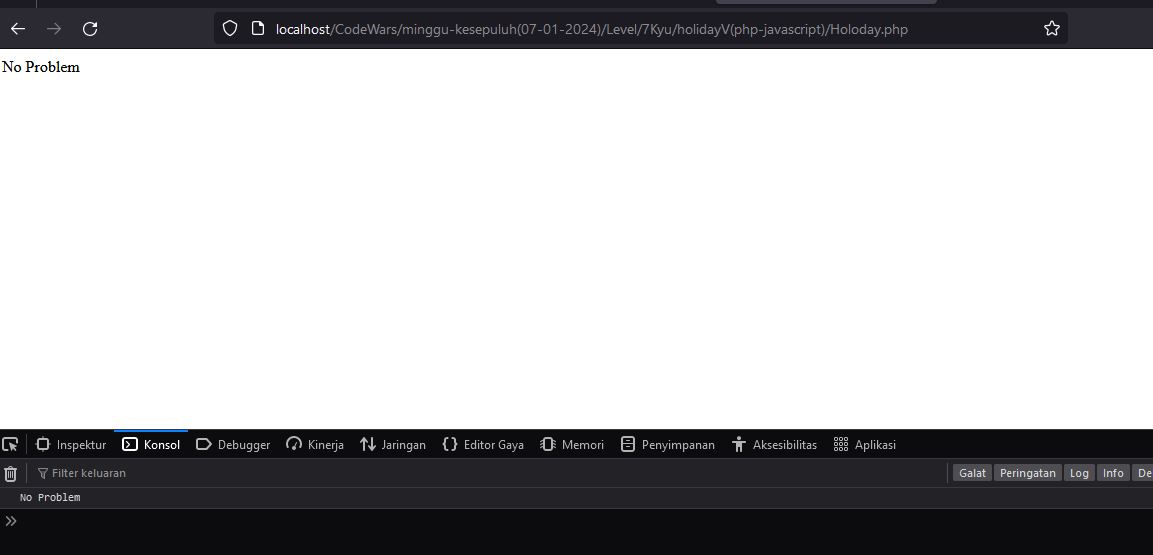 localhost/CodeWars/minggu-kesepuluh(07-01-2024)/Level/7Kyu/holidayV(php-javascript)/Holoday.php
No Problem
Inspektur Konsol Debugger Kinerja Jaringan Editor Gaya Memori Penyimpanan Aksesibilitas Aplikasi
Filter keluaran Galat Peringatan Log Info De
No Problem